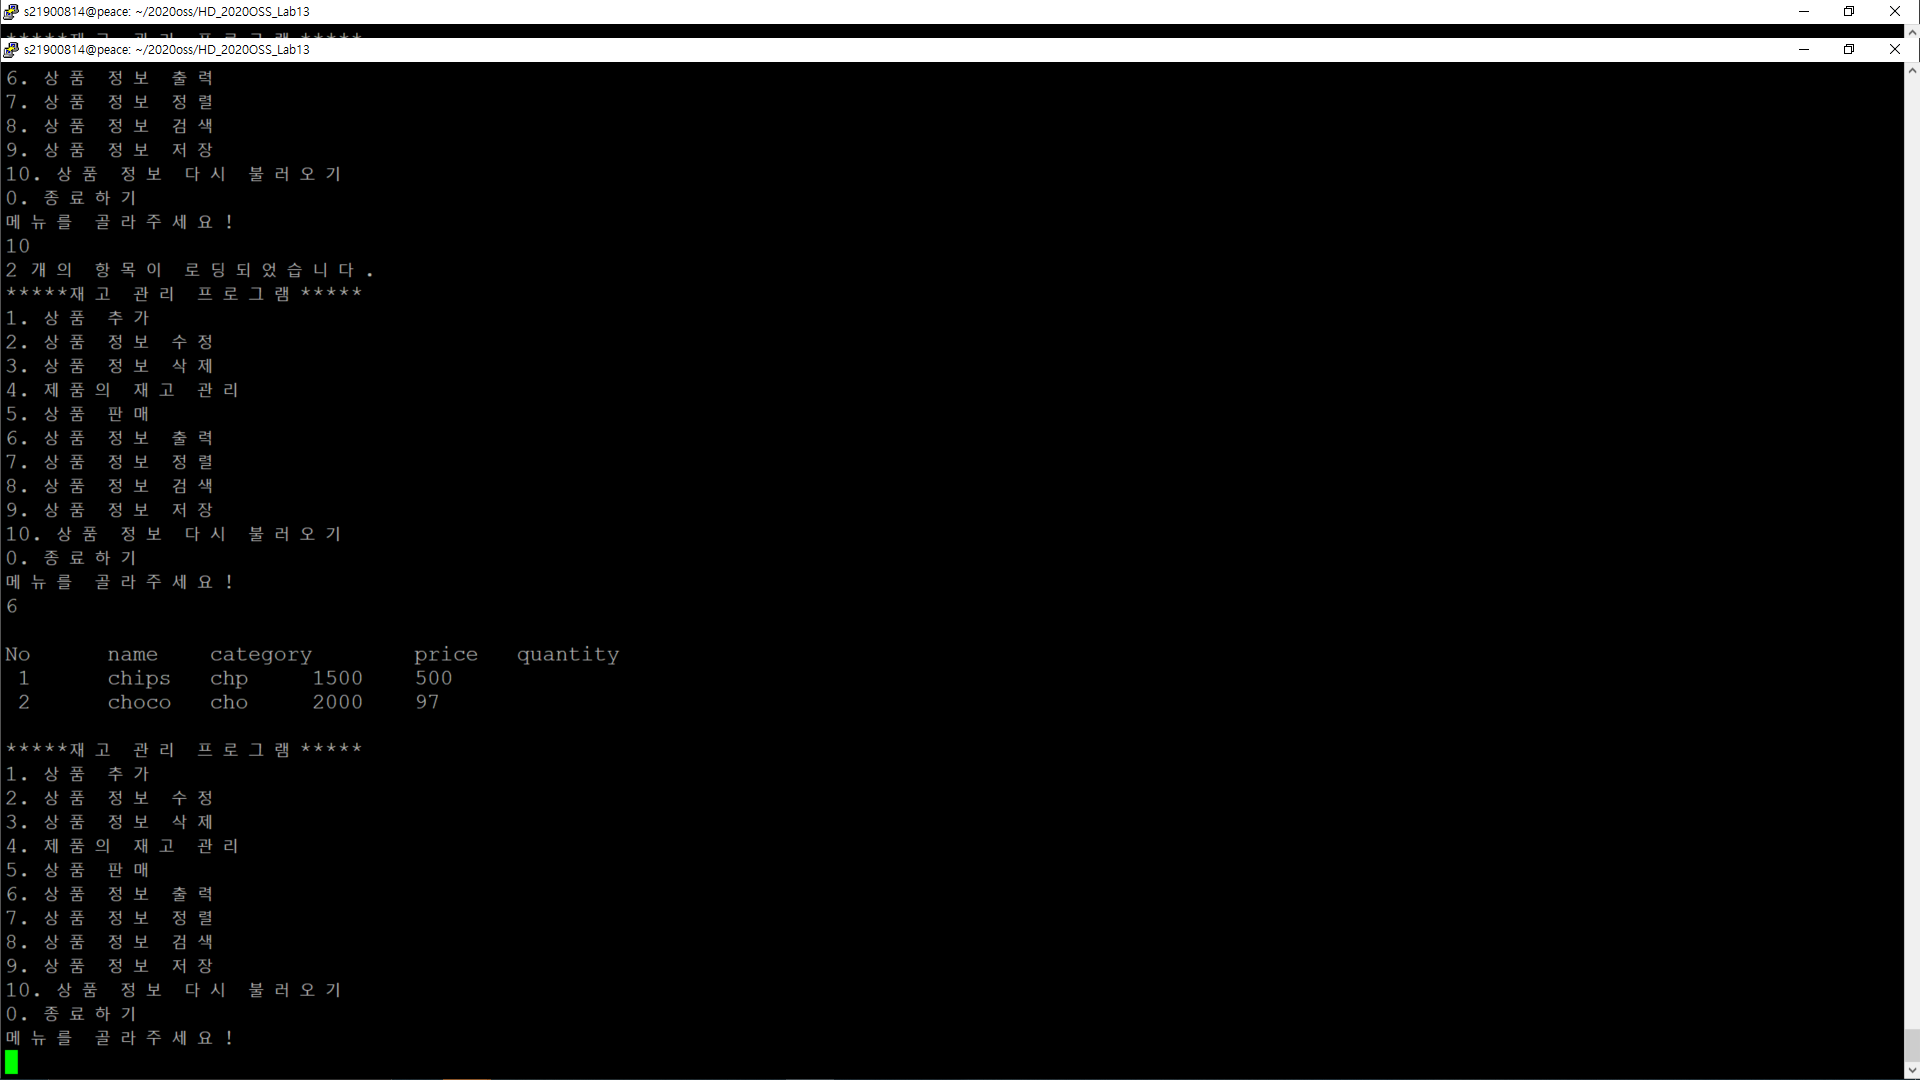 s21900814@peace: ~/2020oss/HD_2020OSS_Lab13
*****재고 관리 프로그램*****
s21900814@peace: ~/2020oss/HD_2020OSS_Lab13
6. 상품 정보 출력
7. 상품 정보 정렬
8. 상품 정보 검색
9. 상품 정보 저장
10. 상품 정보 다시 불러오기
0. 종료하기
메뉴를 골라주세요!
10
2 개의 항목이 로딩되었습니다.
*****재고 관리 프로그램*****
1. 상품 추가
2. 상품 정보 수정
3. 상품 정보 삭제
4. 제품의 재고 관리
5. 상품 판매
6. 상품 정보 출력
7. 상품 정보 정렬
8. 상품 정보 검색
9. 상품 정보 저장
10. 상품 정보 다시 불러오기
0. 종료하기
메뉴를 골라주세요!
6
No name category price quantity
1 chips chp 1500 500
2 choco cho 2000 97
*****재고 관리 프로그램*****
1. 상품 추가
2. 상품 정보 수정
3. 상품 정보 삭제
4. 제품의 재고 관리
5. 상품 판매
6. 상품 정보 출력
7. 상품 정보 정렬
8. 상품 정보 검색
9. 상품 정보 저장
10. 상품 정보 다시 불러오기
0. 종료하기
메뉴를 골라주세요!